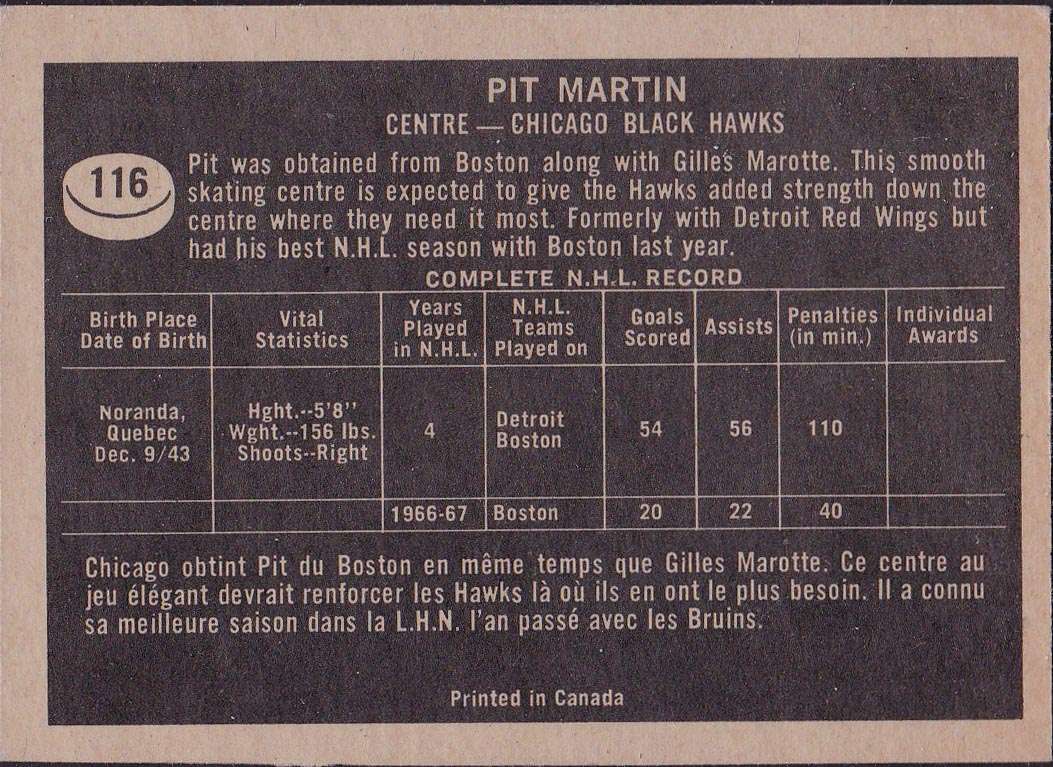 PIT MARTIN
CENTRE — CHICAGO BLACK HAWKS
116
Pit was obtained from Boston along with Gilles Marotte. This smooth
skating centre is expected to give the Hawks added strength down the
centre where they need it most. Formerly with Detroit Red Wings but
had his best N.H.L. season with Boston last year.
COMPLETE N.H.L. RECORD
Birth Place
Date of Birth
Vital
Statistics
Years
Played
in N.H.L.
N.H.L.
Teams
Played on
Goals
Scored
Assists
Penalties
(in min.)
Individual
Awards
Noranda,
Quebec
Dec. 9/43
Hght.--5'8"
Wght.--156 lbs.
Shoots--Right
4
Detroit
Boston
54
56
110
1966-67
Boston
20
22
40
Chicago obtint Pit du Boston en même temps que Gilles Marotte. Ce centre au
jeu élégant devrait renforcer les Hawks là où ils en ont le plus besoin. Il a connu
sa meilleure saison dans la L.H.N. l'an passé avec les Bruins.
Printed in Canada